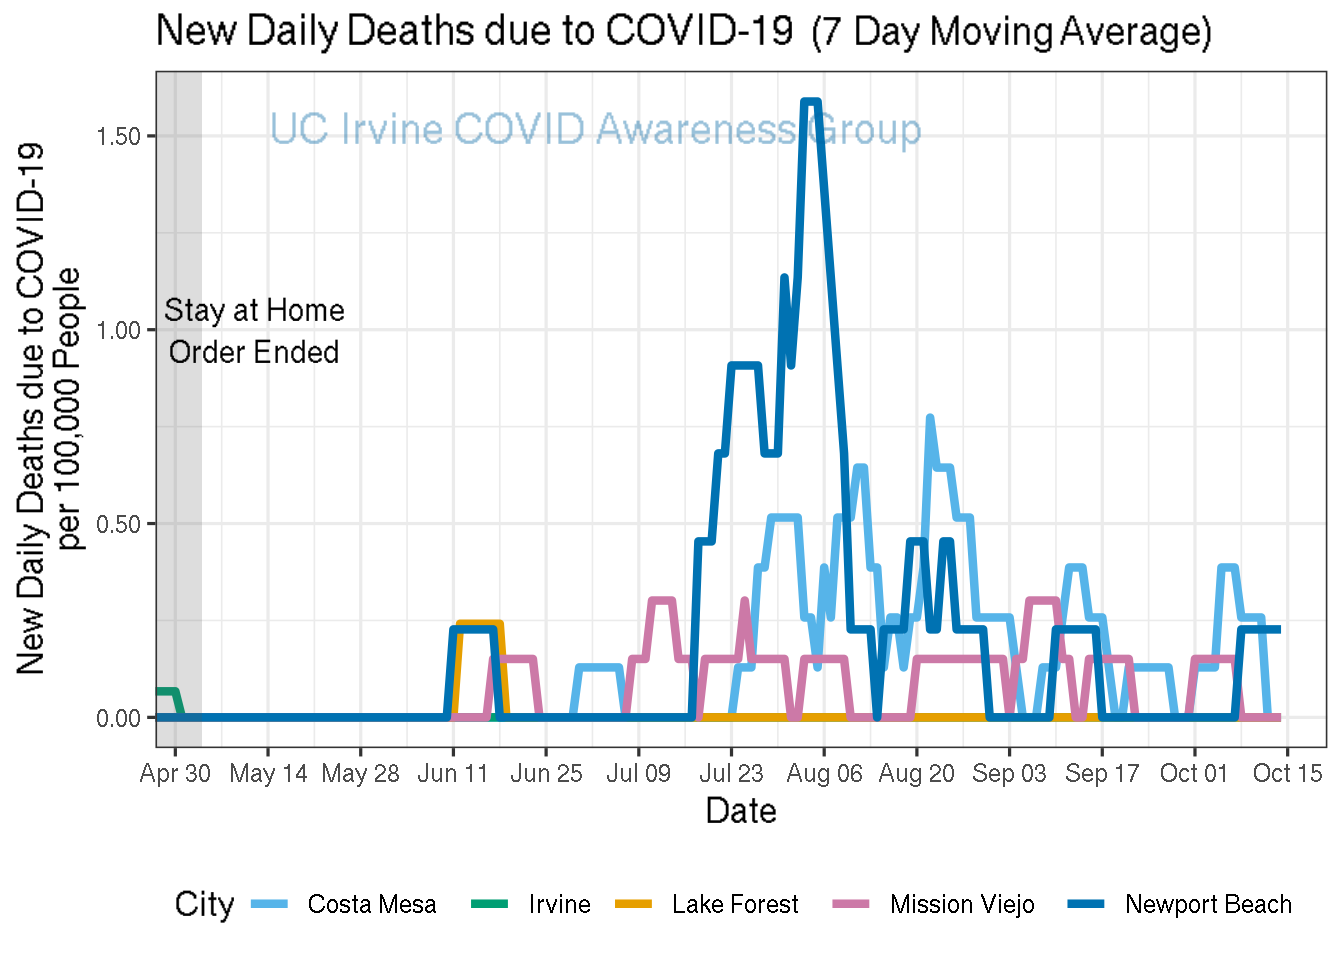 New Daily Deaths due to COVID-19 (7 Day Moving Average)
UC Irvine COVID Awareness Group
New Daily Deaths due to COVID-19
per 100,000 People
1.50
1.00
0.50
0.00
Stay at Home
Order Ended
Apr 30 May 14 May 28 Jun 11 Jun 25 Jul 09 Jul 23 Aug 06 Aug 20 Sep 03 Sep 17 Oct 01 Oct 15
Date
City Costa Mesa Irvine Lake Forest Mission Viejo Newport Beach